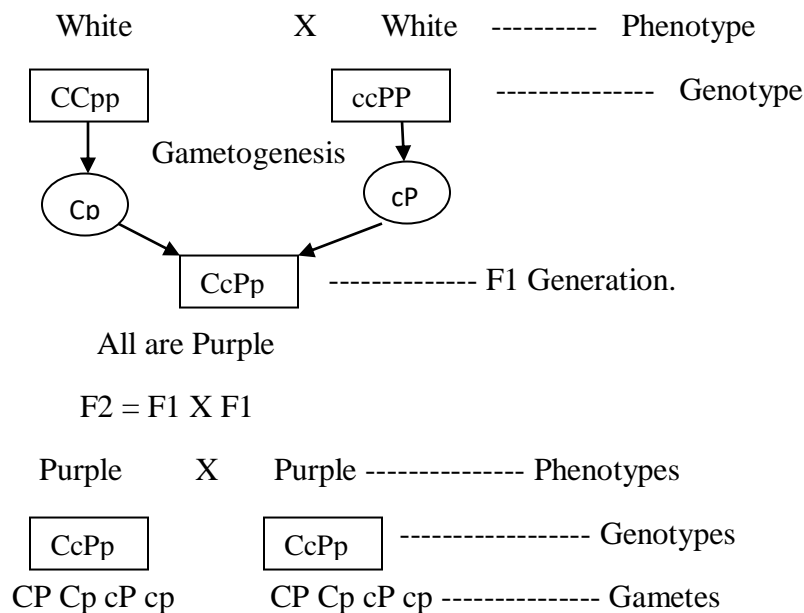 White X White ---------- Phenotype
CCpp ccPP --------------- Genotype
Gametogenesis
Cp cP
CcPp -------------- F1 Generation.
All are Purple
F2 = F1 X F1
Purple X Purple --------------- Phenotypes
CcPp CcPp ------------------ Genotypes
CP Cp cP cp CP Cp cP cp --------------- Gametes